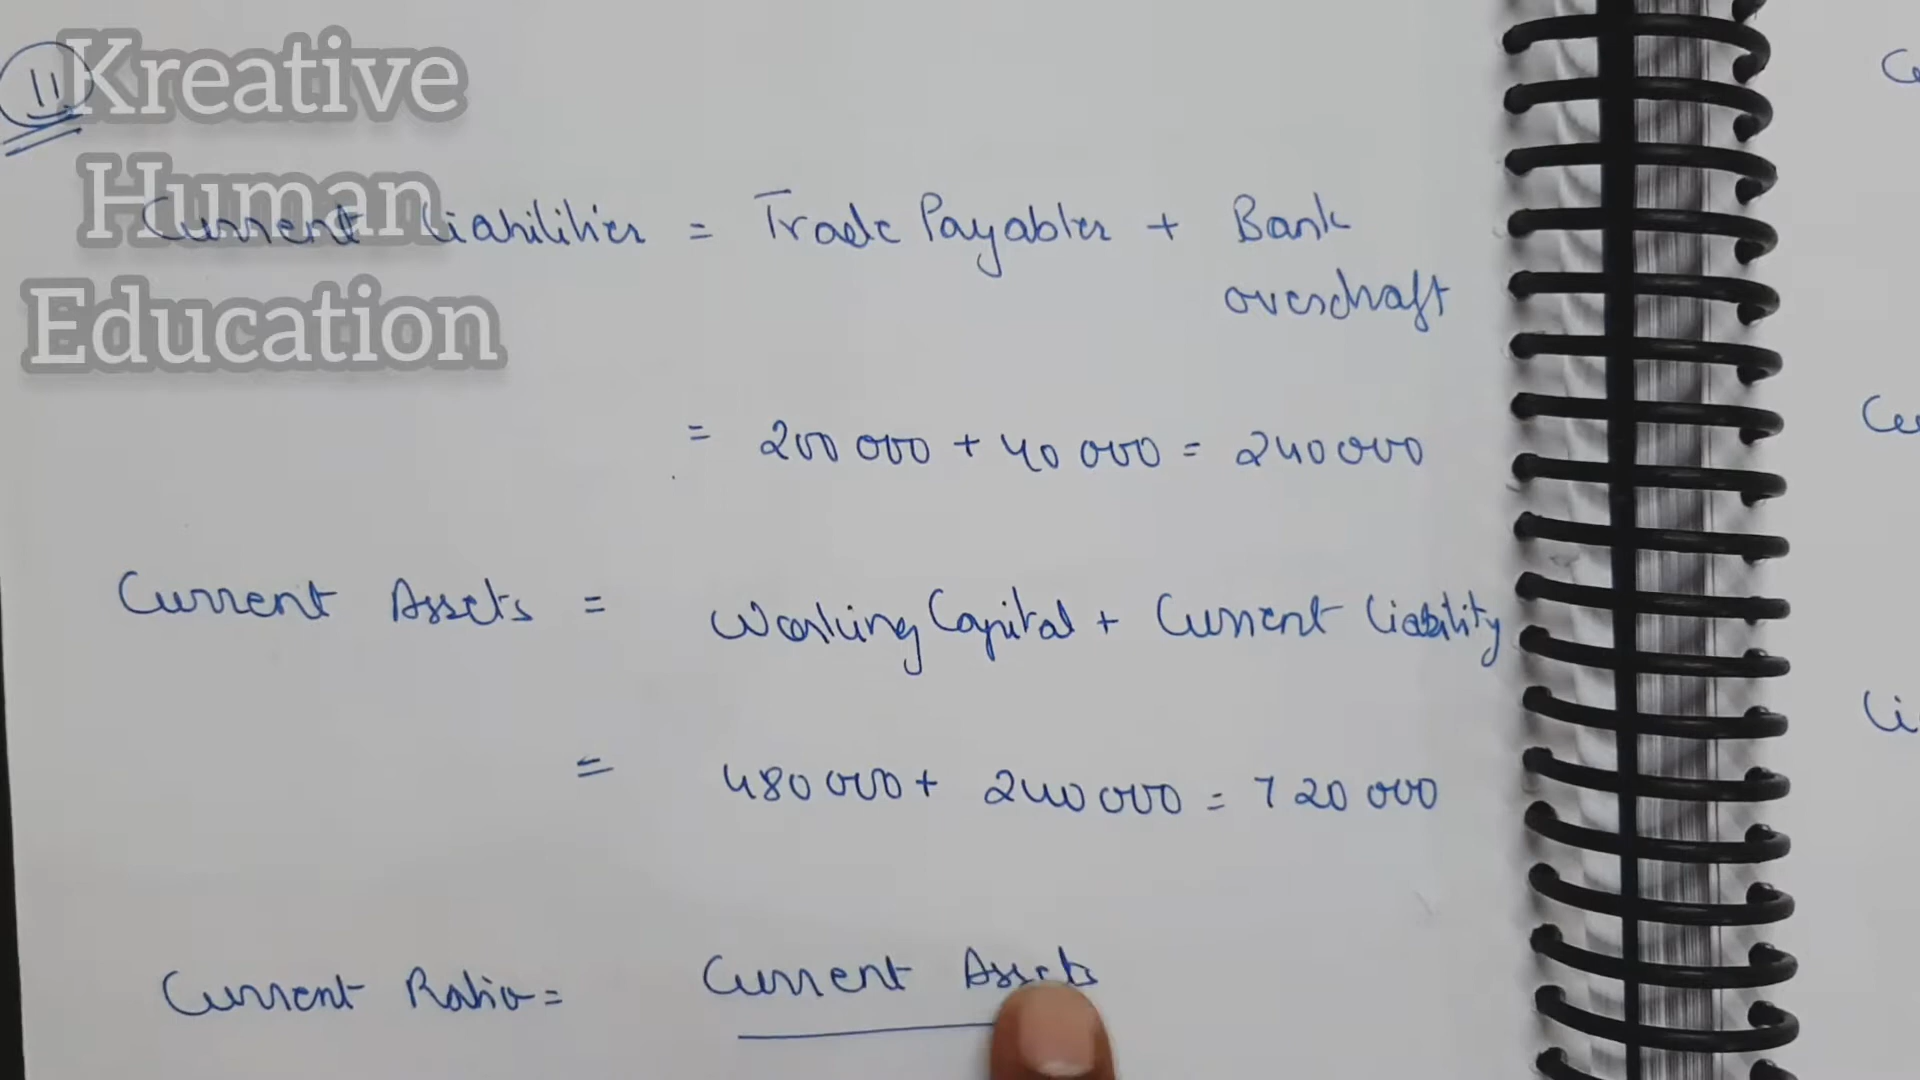 11
Kreative
Human
Education
Current Liabilities = Trade Payables + Bank
overdraft
= 200 000 + 40 000 = 240 000
Current Assets = Working Capital + Current Liability
= 480 000 + 240 000 = 720 000
Current Ratio = Current Assets